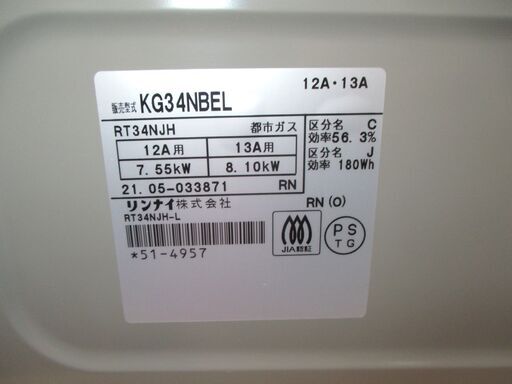 12A・13A
販売型式 KG34NBEL
RT34NJH 都市ガス
12A用 13A用
7.55kW 8.10kW
区分名 C
効率56.3%
区分名 J
効率 180Wh
21.05-033871 RN
リンナイ株式会社 RN(O)
RT34NJH-L
*51-4957
JIA認証
PS
TG